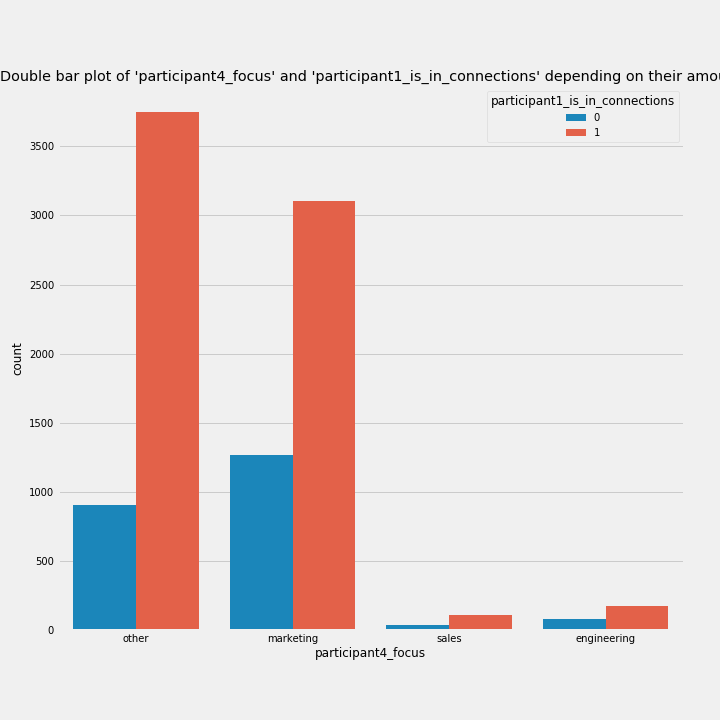 Double bar plot of 'participant4_focus' and 'participant1_is_in_connections' depending on their amou
participant1_is_in_connections
0
1
3500
3000
2500
2000
1500
1000
500
0
count
other marketing sales engineering
participant4_focus